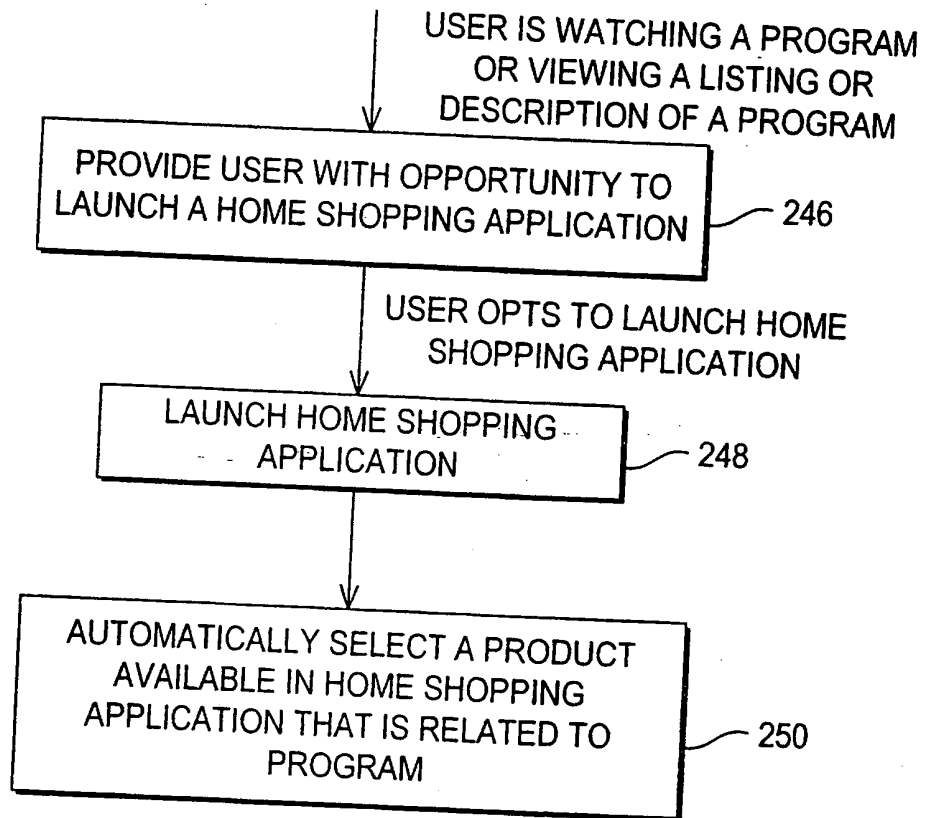 USER IS WATCHING A PROGRAM
OR VIEWING A LISTING OR
DESCRIPTION OF A PROGRAM
PROVIDE USER WITH OPPORTUNITY TO
LAUNCH A HOME SHOPPING APPLICATION
246
USER OPTS TO LAUNCH HOME
SHOPPING APPLICATION
LAUNCH HOME SHOPPING
APPLICATION
248
AUTOMATICALLY SELECT A PRODUCT
AVAILABLE IN HOME SHOPPING
APPLICATION THAT IS RELATED TO
PROGRAM
250